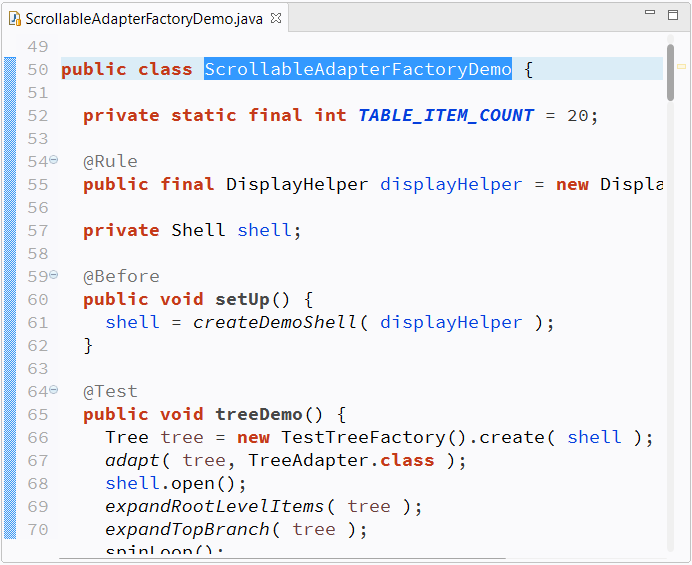 ScrollableAdapterFactoryDemo.java
49
50 public class ScrollableAdapterFactoryDemo {
51
52 private static final int TABLE_ITEM_COUNT = 20;
53
54 @Rule
55 public final DisplayHelper displayHelper = new Displa
56
57 private Shell shell;
58
59 @Before
60 public void setUp() {
61 shell = createDemoShell( displayHelper );
62 }
63
64 @Test
65 public void treeDemo() {
66 Tree tree = new TestTreeFactory().create( shell );
67 adapt( tree, TreeAdapter.class );
68 shell.open();
69 expandRootLevelItems( tree );
70 expandTopBranch( tree );
spinLoop();